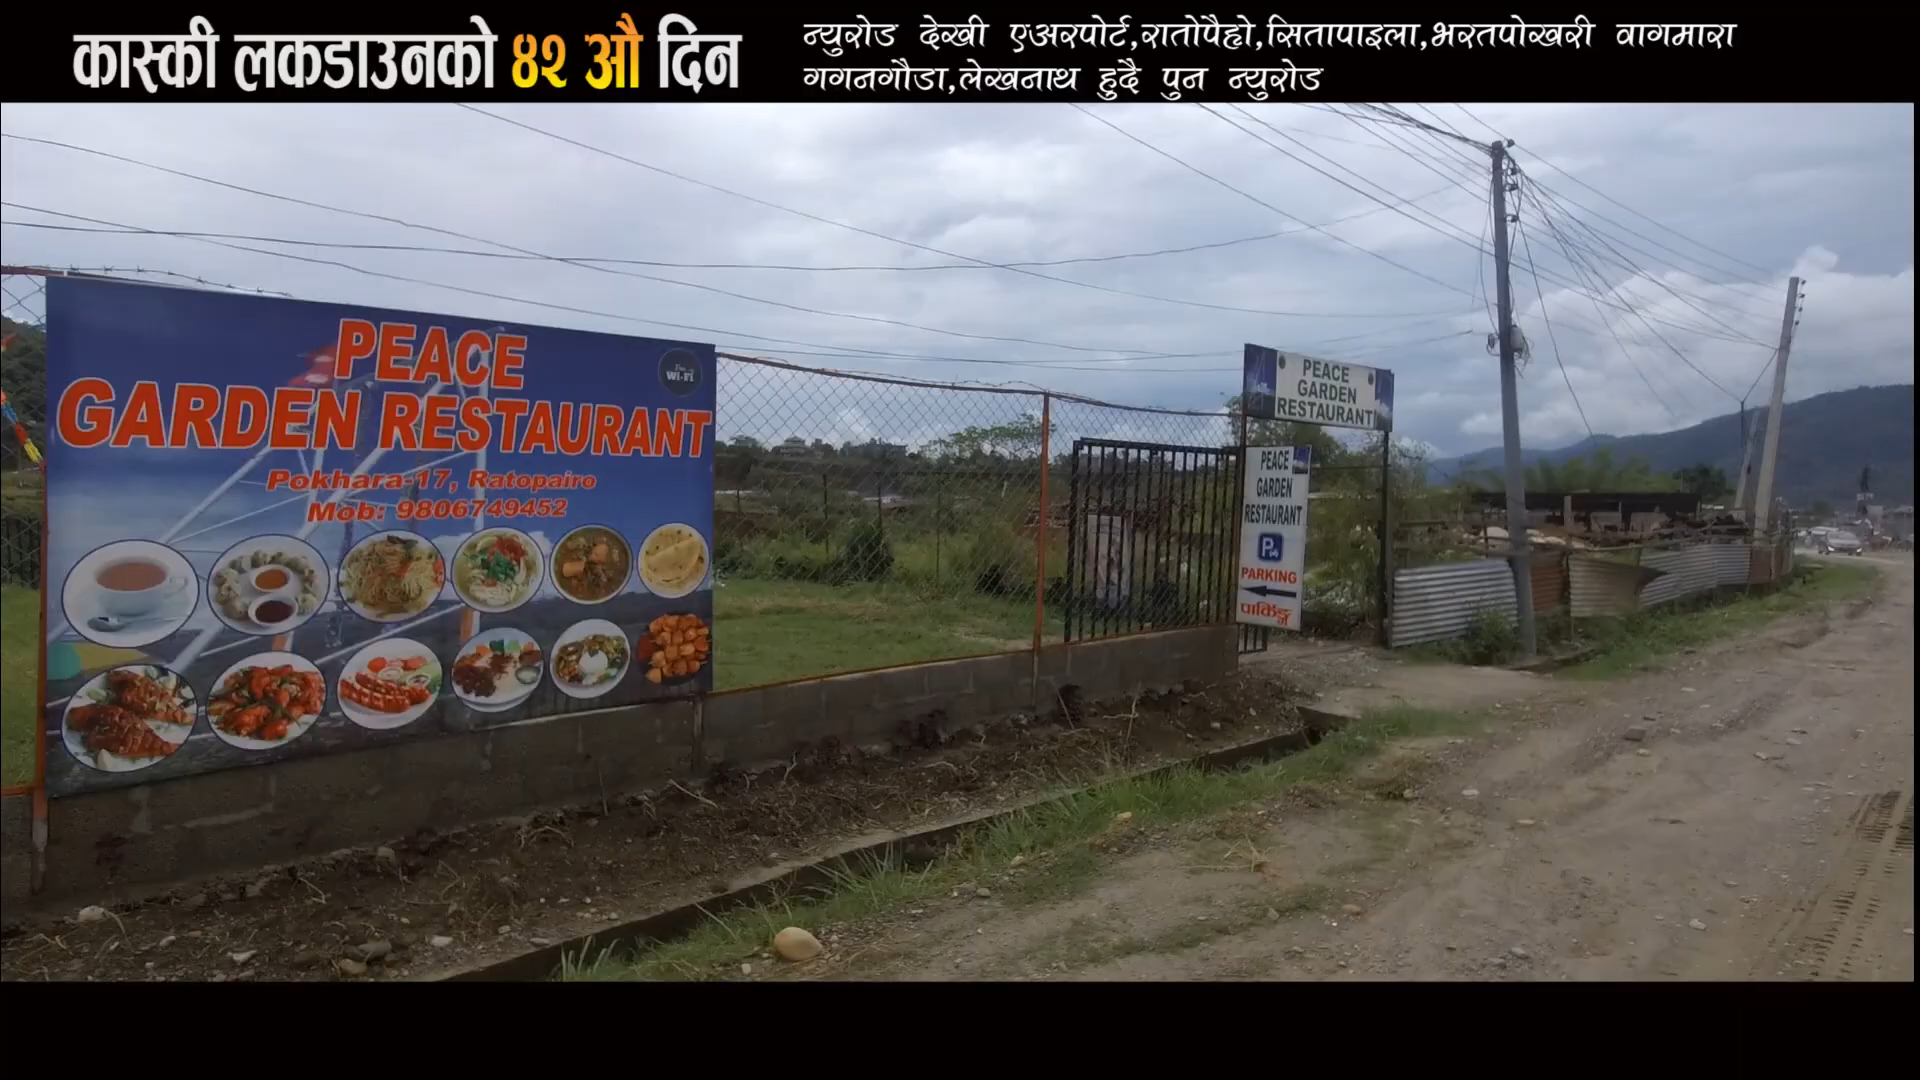 कास्की लकडाउनको ४२ औ दिन
न्युरोड देखी एअरपोर्ट,रातोपैह्रो,सितापाइला,भरतपोखरी वागमारा
गगनगौडा,लेखनाथ हुदै पुन न्युरोड
PEACE
GARDEN RESTAURANT
Pokhara-17, Ratopairo
Mob: 9806749452
Free
Wi-Fi
PEACE
GARDEN
RESTAURANT
PEACE
GARDEN
RESTAURANT
P
PARKING
पार्किङ्ग